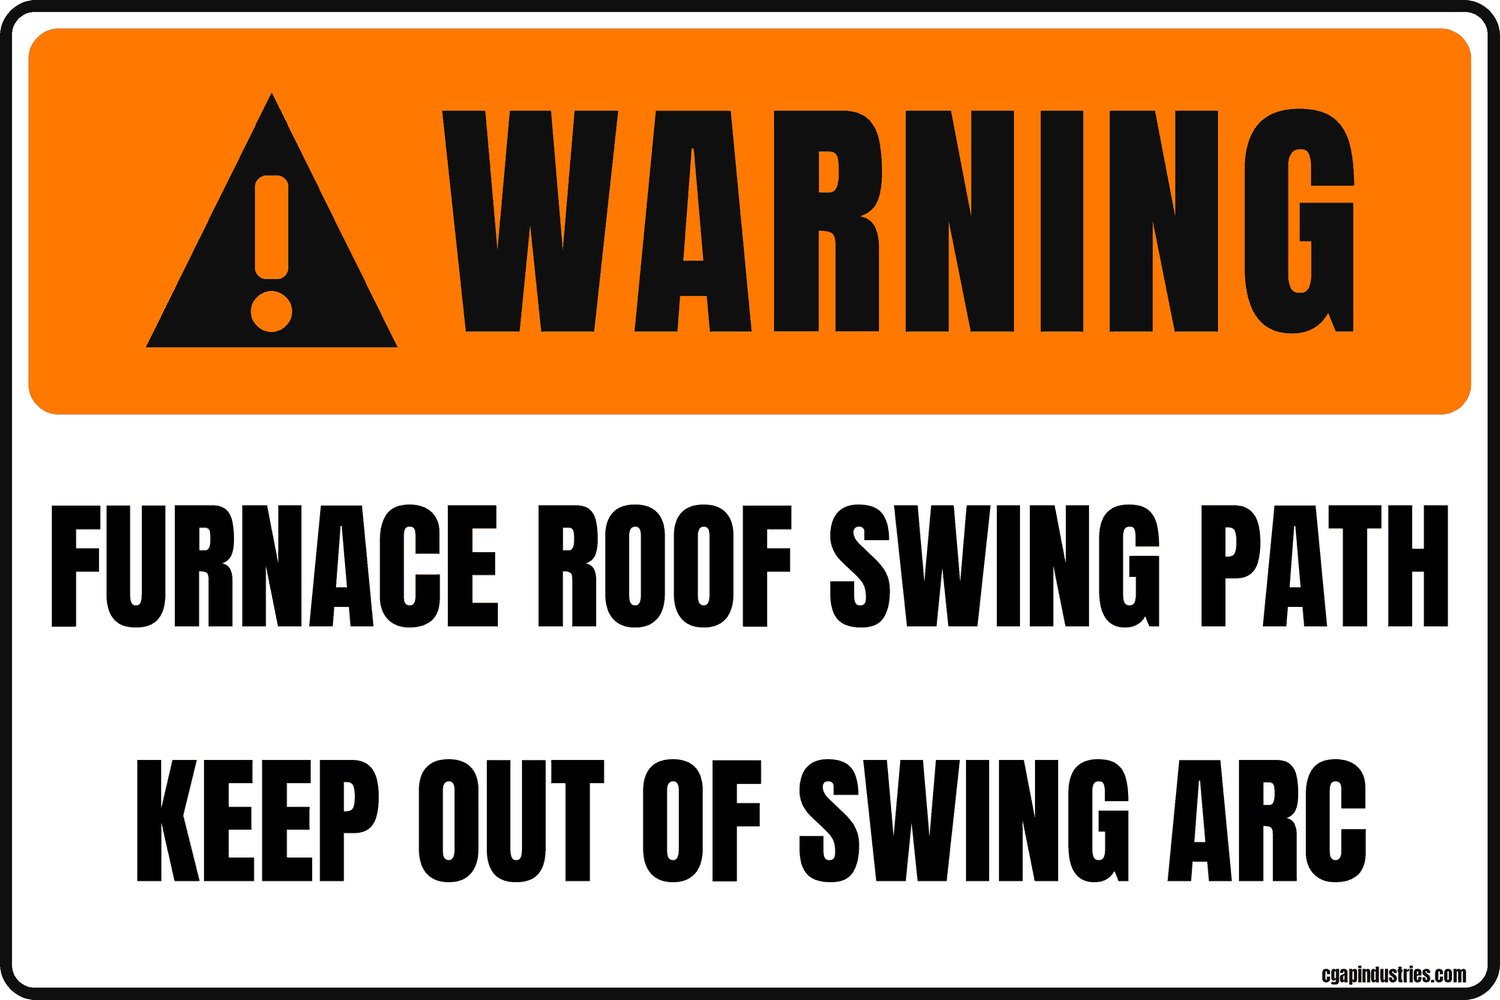 WARNING
FURNACE ROOF SWING PATH
KEEP OUT OF SWING ARC
cgapindustries.com